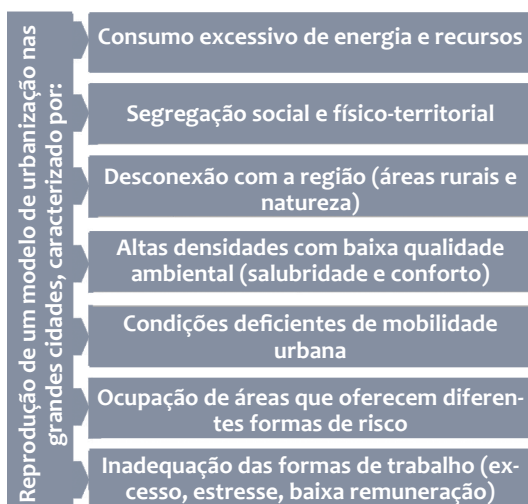 Reprodução de um modelo de urbanização nas
grandes cidades, caracterizado por:
Consumo excessivo de energia e recursos
Segregação social e físico-territorial
Desconexão com a região (áreas rurais e
natureza)
Altas densidades com baixa qualidade
ambiental (salubridade e conforto)
Condições deficientes de mobilidade
urbana
Ocupação de áreas que oferecem diferen-
tes formas de risco
Inadequação das formas de trabalho (ex-
cesso, estresse, baixa remuneração)